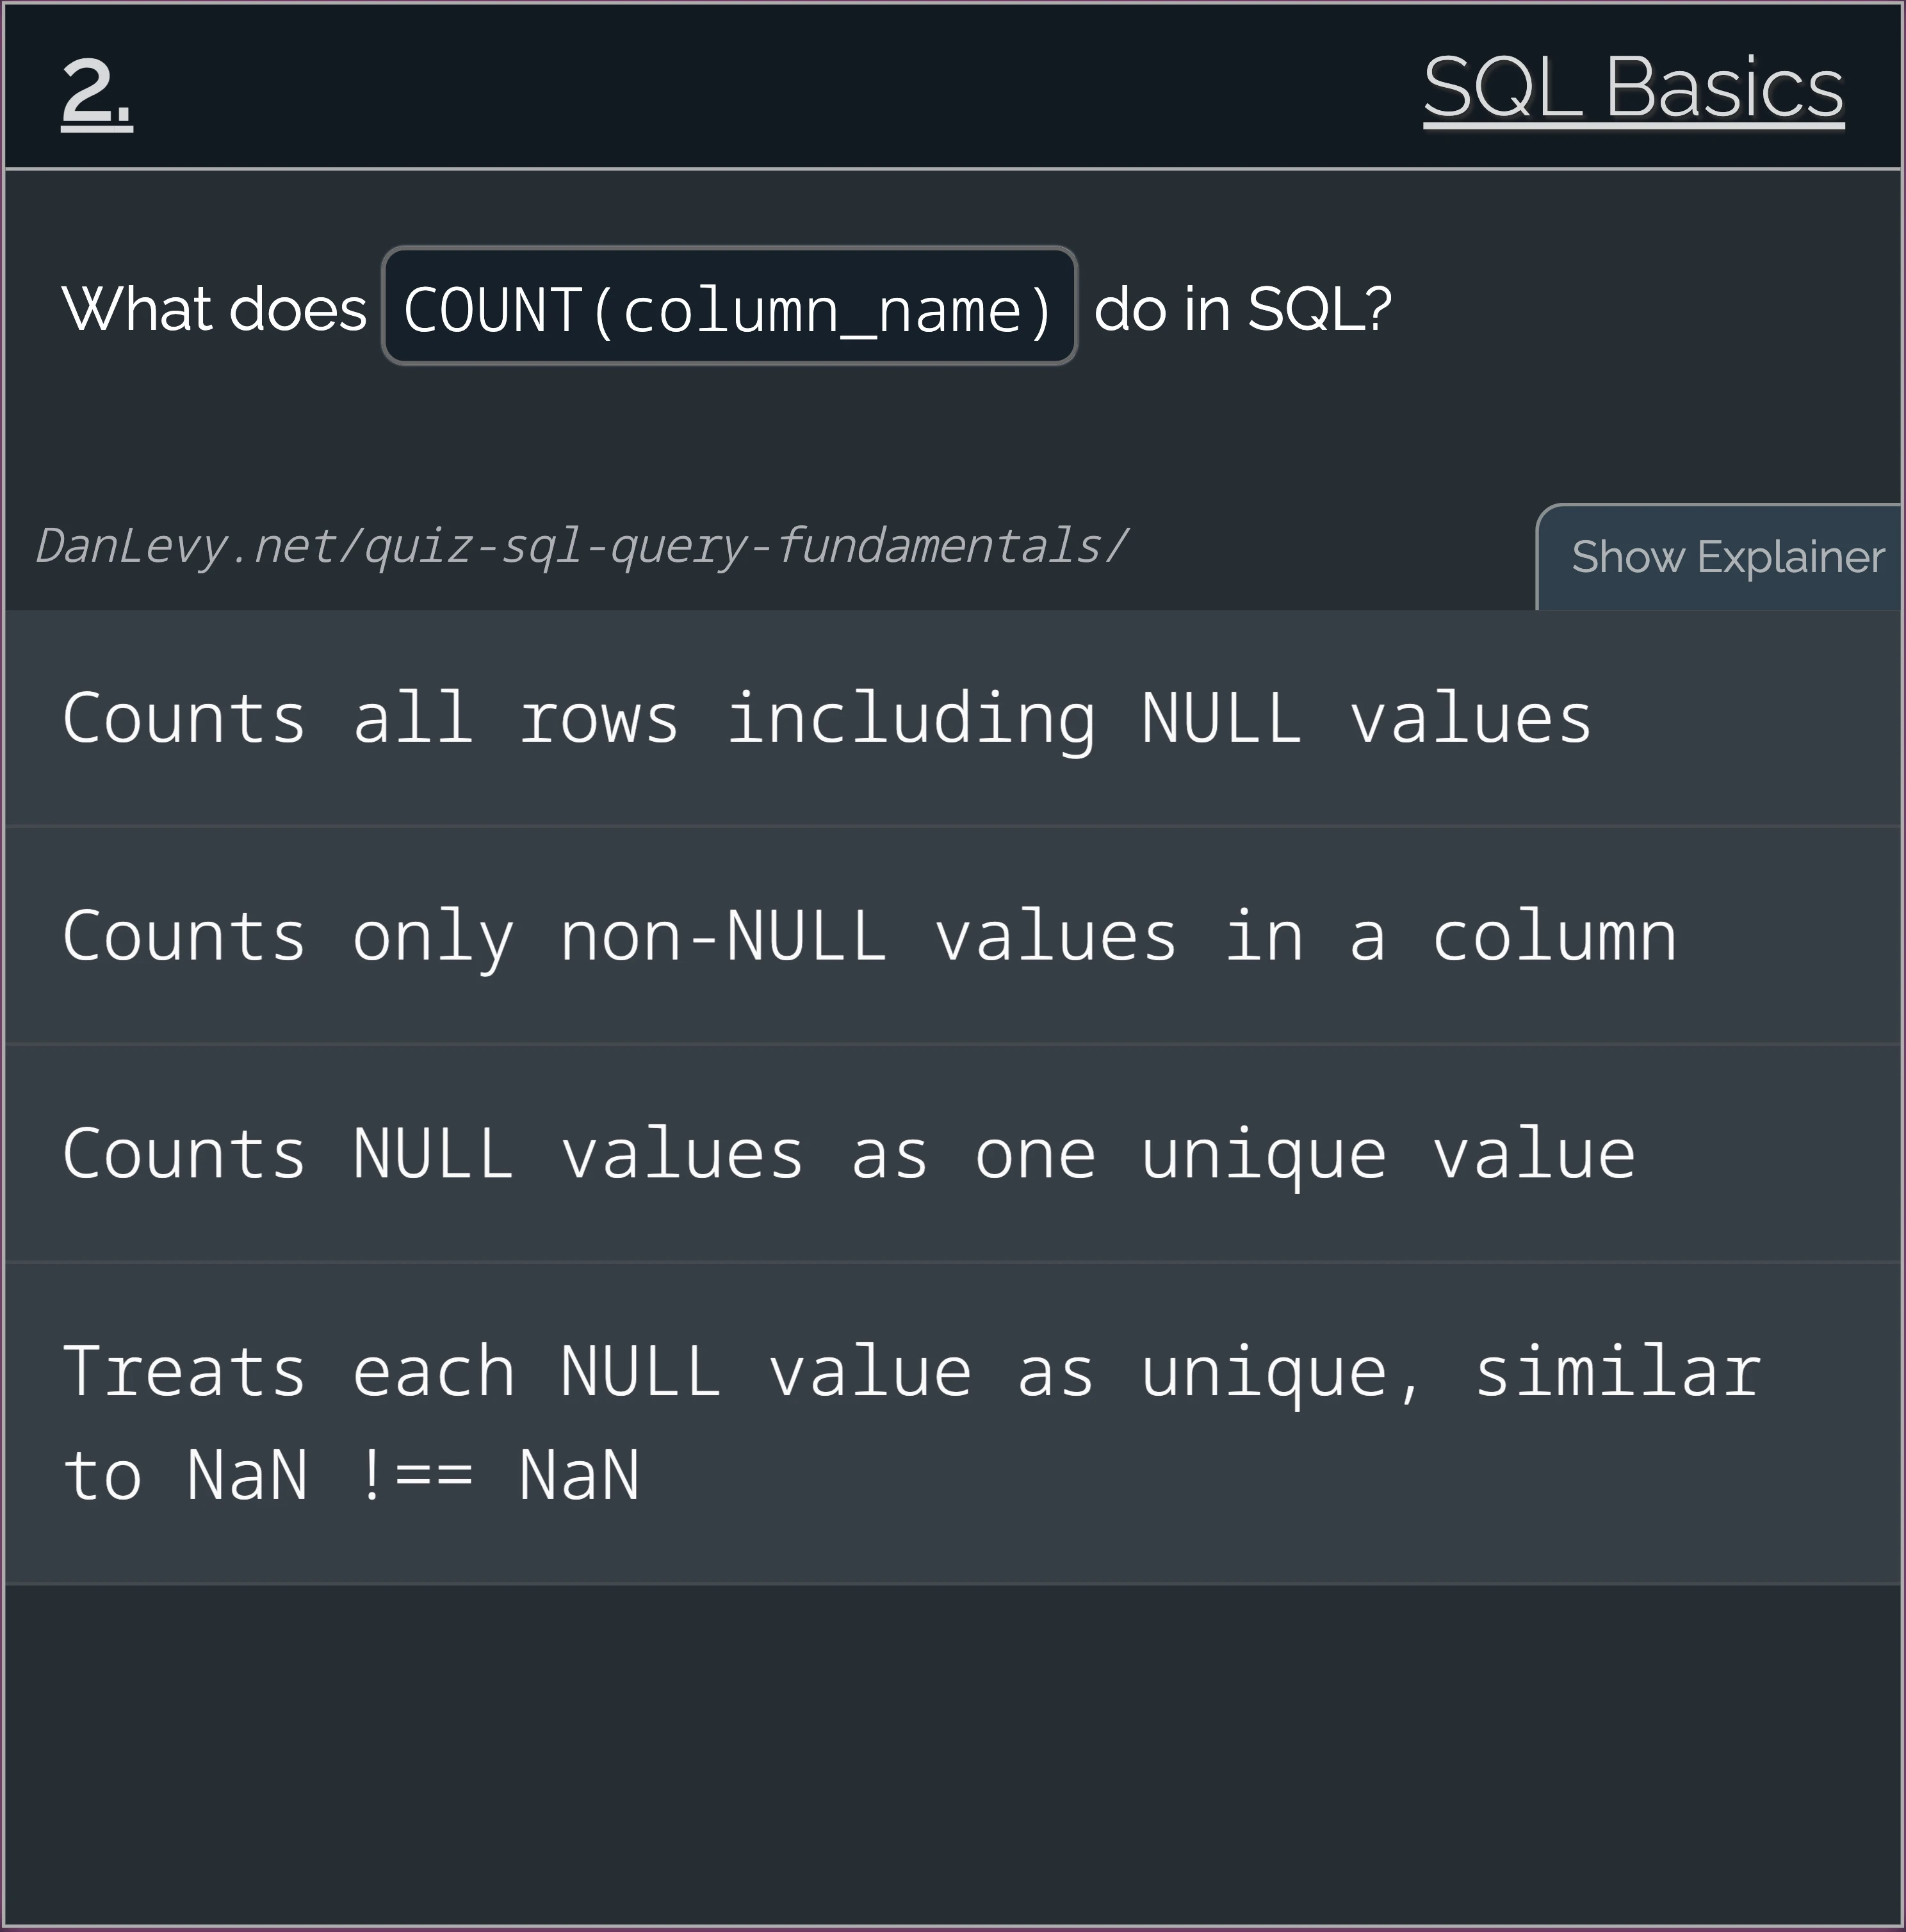 2.
SQL Basics
What does COUNT(column_name) do in SQL?
DanLevy.net/quiz-sql-query-fundamentals/
Show Explainer
Counts all rows including NULL values
Counts only non-NULL values in a column
Counts NULL values as one unique value
Treats each NULL value as unique, similar
to NaN !== NaN